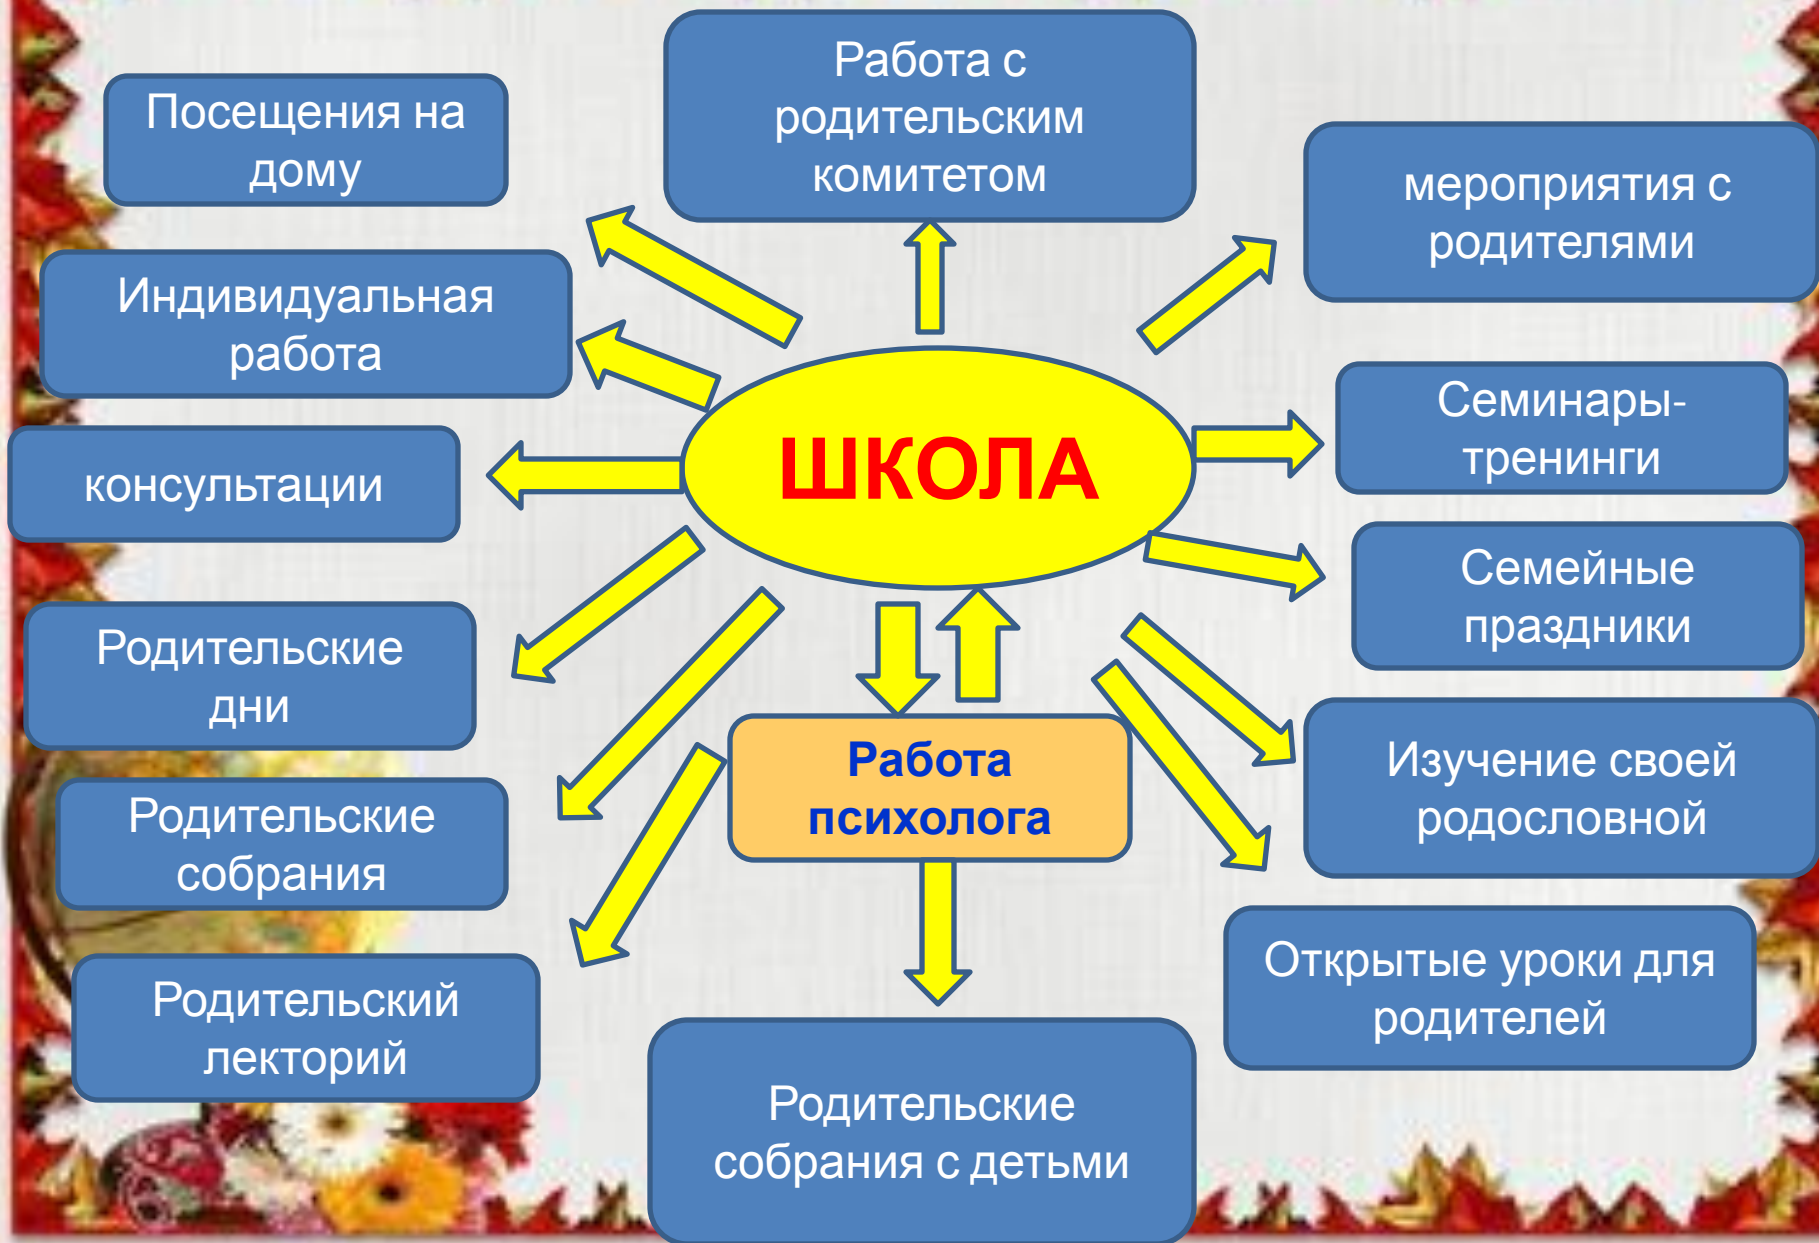 Работа с
родительским
комитетом
Посещения на
дому
мероприятия с
родителями
Индивидуальная
работа
Семинары-
тренинги
ШКОЛА
консультации
Семейные
праздники
Родительские
дни
Работа
психолога
Изучение своей
родословной
Родительские
собрания
Открытые уроки для
родителей
Родительский
лекторий
Родительские
собрания с детьми